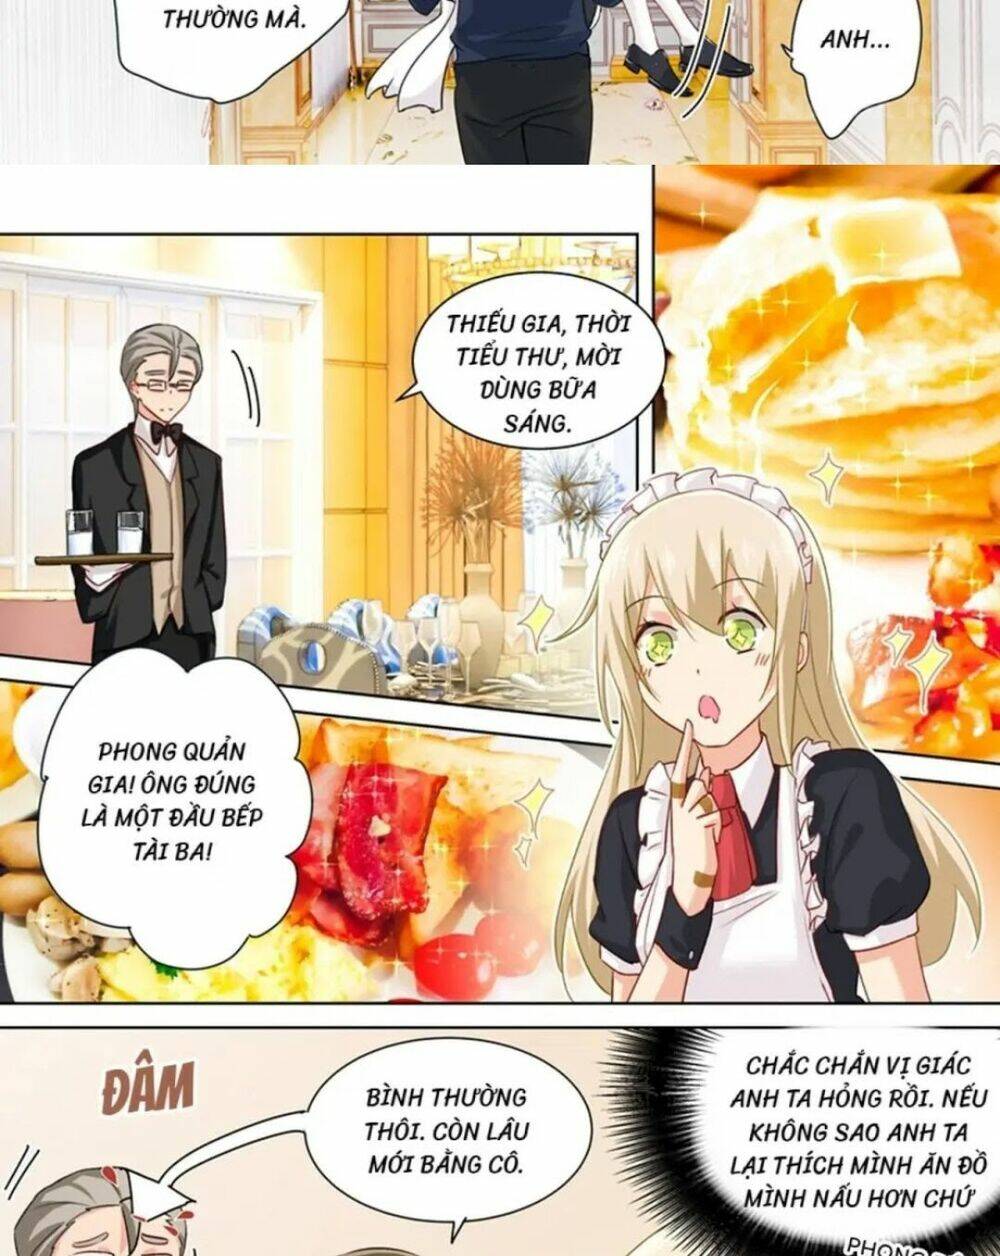 THƯỜNG MÀ.
ANH...
THIẾU GIA, THỜI
TIỂU THƯ, MỜI
DÙNG BỮA
SÁNG.
PHONG QUẢN
GIA! ÔNG ĐÚNG
LÀ MỘT ĐẦU BẾP
TÀI BA!
ĐÂM
BÌNH THƯỜNG
THÔI. CÒN LÂU
MỚI BẰNG CÔ.
CHẮC CHẮN VỊ GIÁC
ANH TA HỎNG RỒI. NẾU
KHÔNG SAO ANH TA
LẠI THÍCH MÌNH ĂN ĐỒ
MÌNH NẤU HƠN CHỨ
PHONG